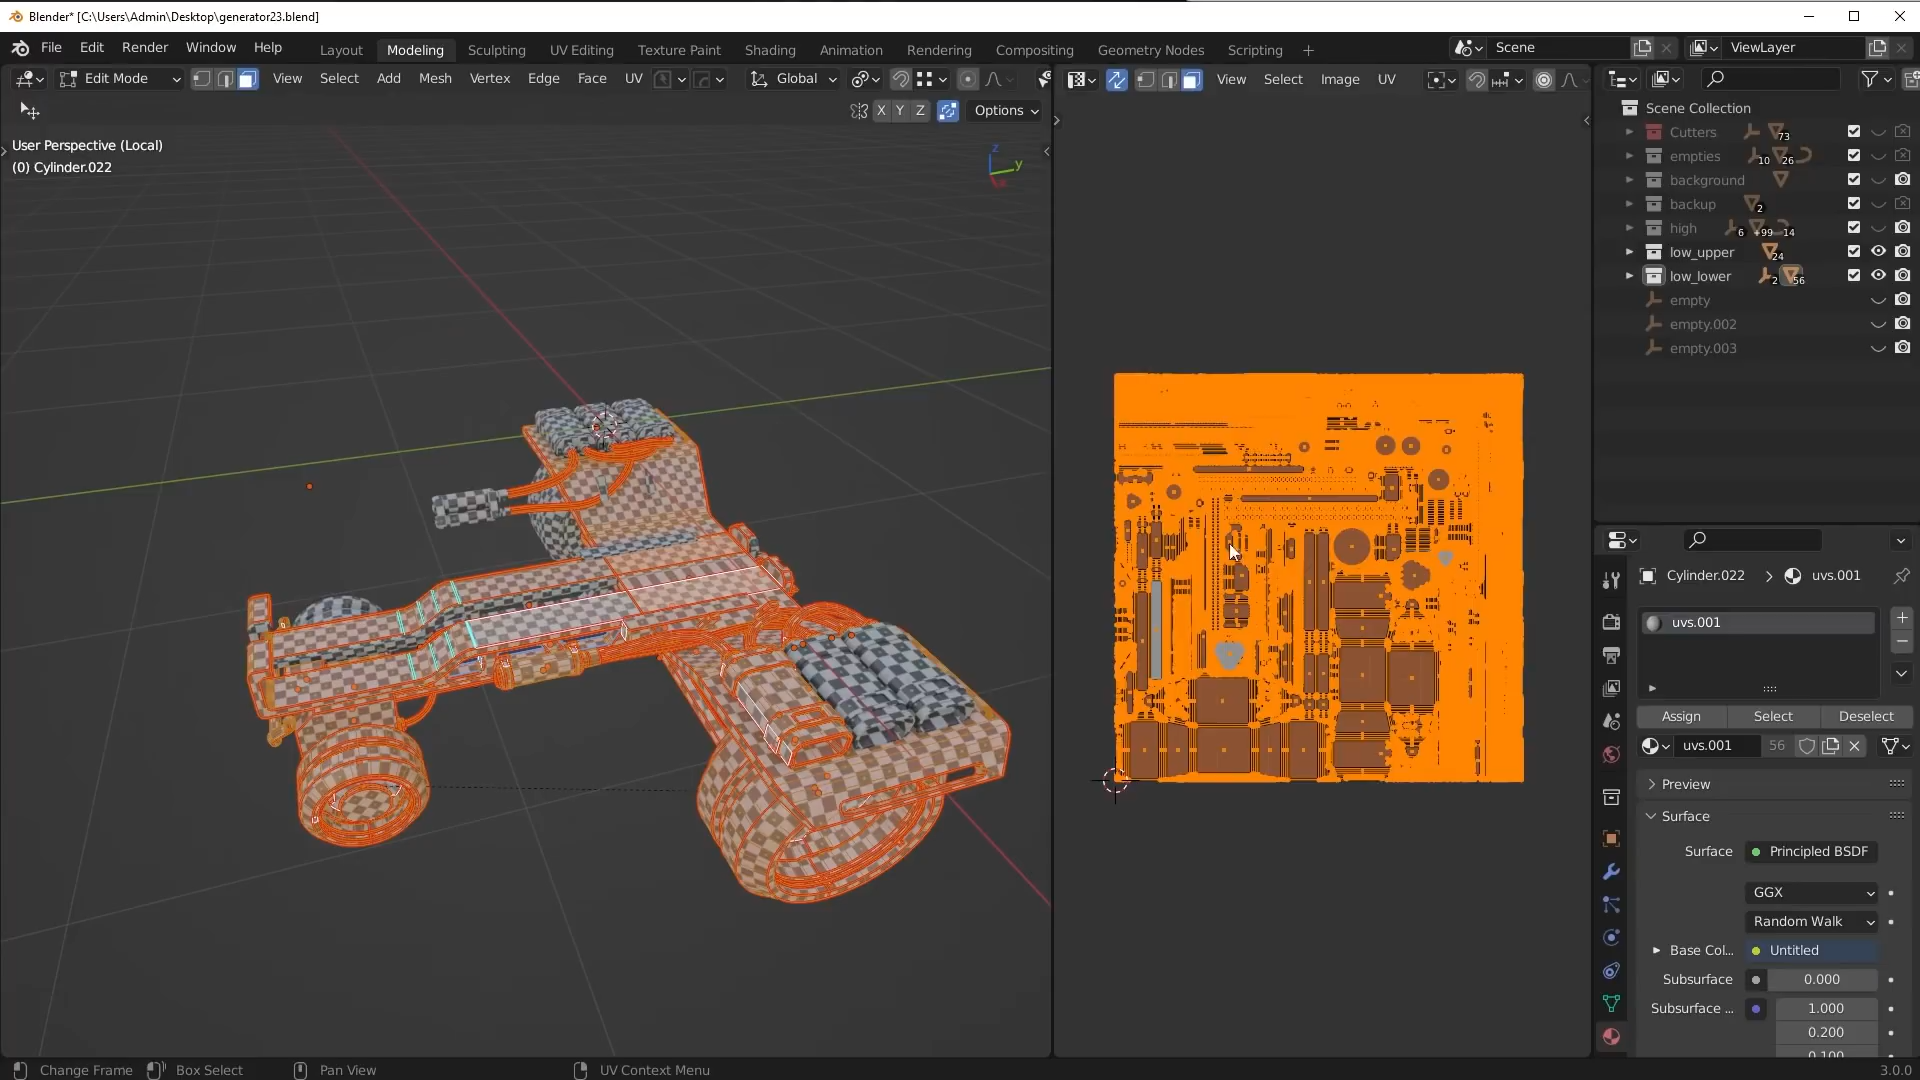 Blender* [C:\Users\Admin\Desktop\generator23.blend]
File Edit Render Window Help
Layout Modeling Sculpting UV Editing Texture Paint Shading Animation Rendering Compositing Geometry Nodes Scripting +
Scene
ViewLayer
Edit Mode
View Select Add Mesh Vertex Edge Face UV
Global
View Select Image UV
X Y Z
Options
User Perspective (Local)
(0) Cylinder.022
z
y
Scene Collection
Cutters 73
empties 10 26
background
backup 2
high 6 +99 14
low_upper 24
low_lower 2 56
empty
empty.002
empty.003
Cylinder.022 > uvs.001
uvs.001
Assign Select Deselect
uvs.001 56
Preview
Surface
Surface Principled BSDF
GGX
Random Walk
Base Col... Untitled
Subsurface 0.000
Subsurface ... 1.000
0.200
0.100
Change Frame Box Select Pan View UV Context Menu
3.0.0